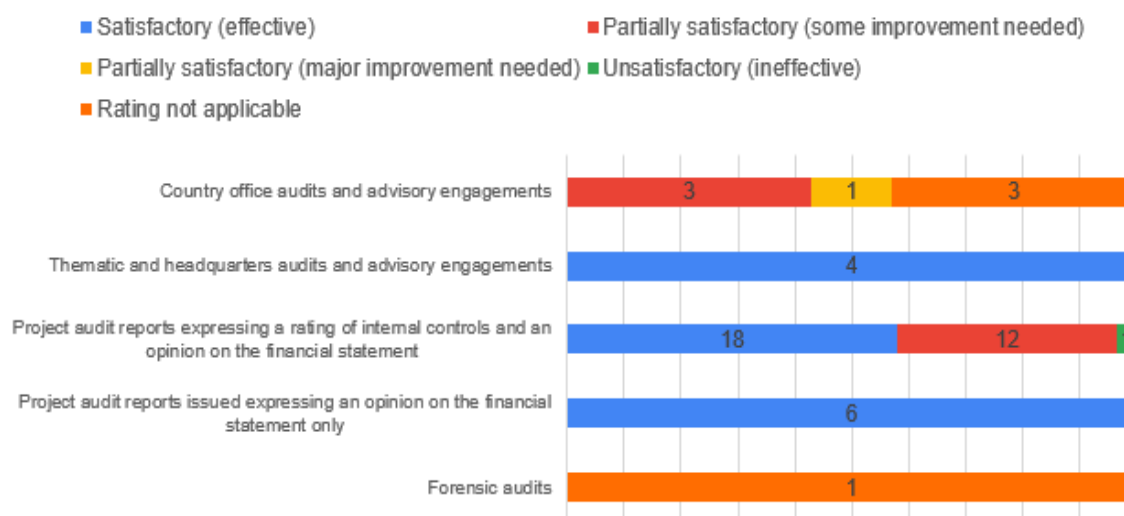 Satisfactory (effective)
Partially satisfactory (some improvement needed)
Partially satisfactory (major improvement needed)
Unsatisfactory (ineffective)
Rating not applicable
Country office audits and advisory engagements
3
1
3
Thematic and headquarters audits and advisory engagements
4
Project audit reports expressing a rating of internal controls and an
opinion on the financial statement
18
12
Project audit reports issued expressing an opinion on the financial
statement only
6
Forensic audits
1